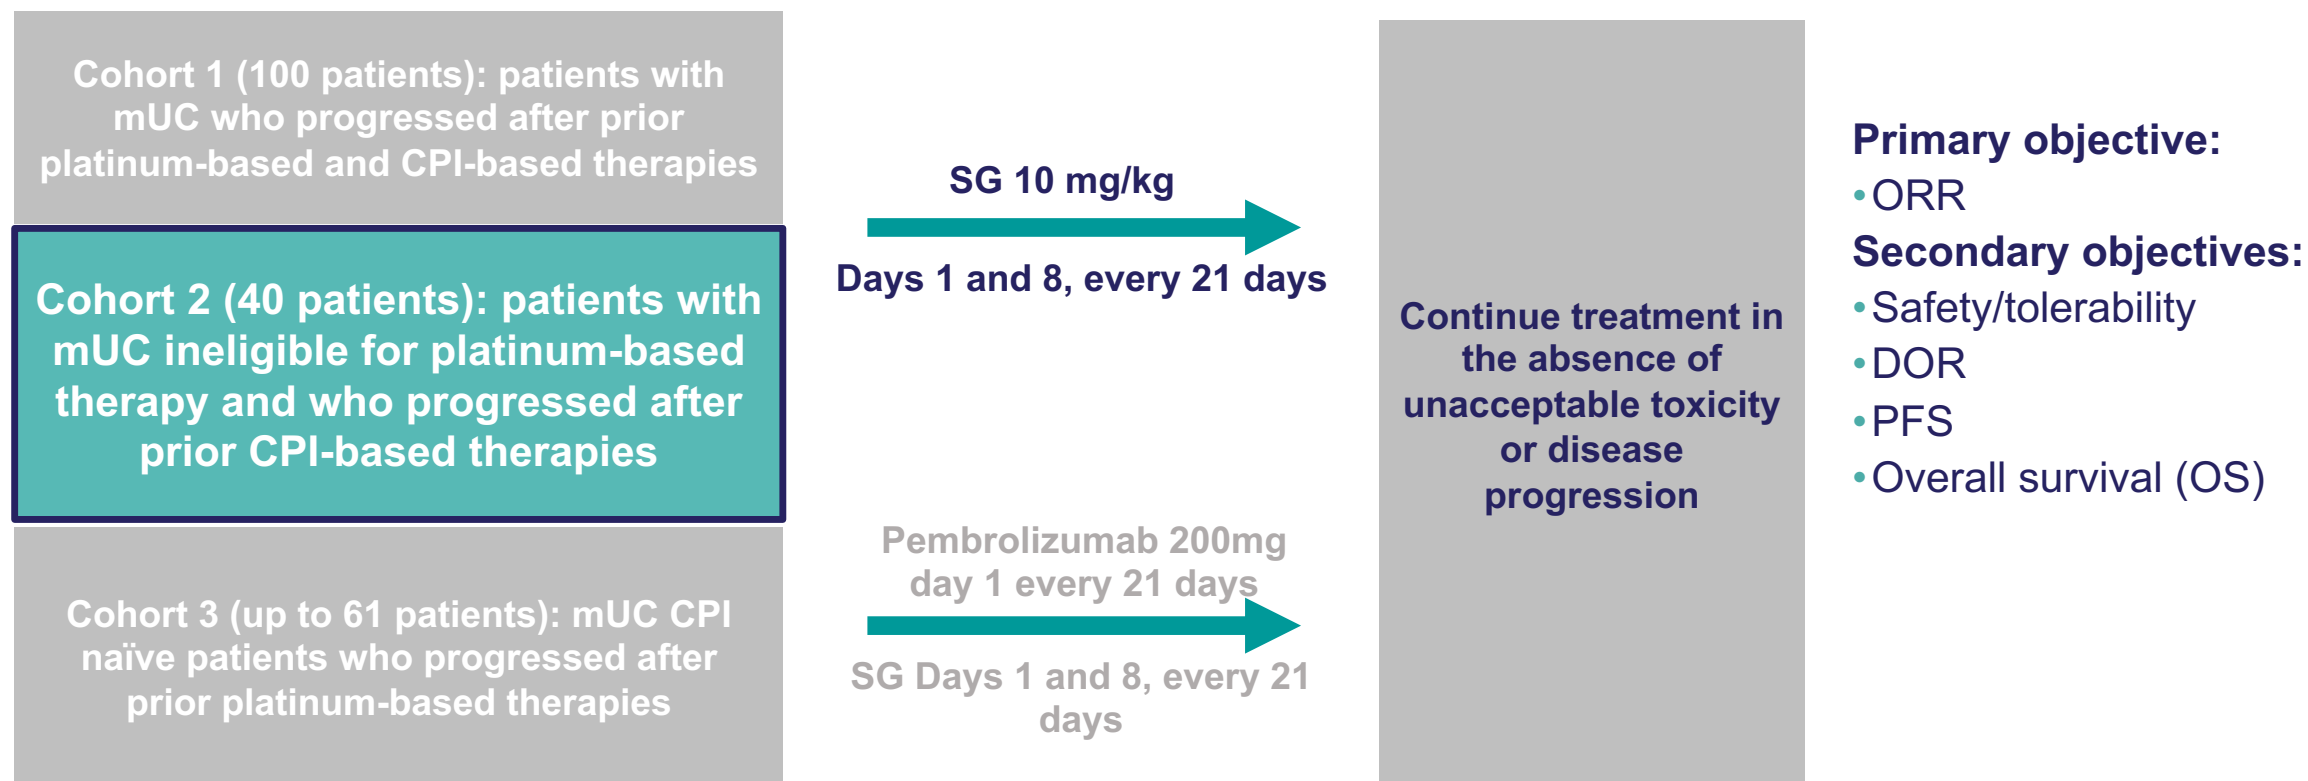 Cohort 1 (100 patients): patients with
mUC who progressed after prior
platinum-based and CPI-based therapies
Cohort 2 (40 patients): patients with
mUC ineligible for platinum-based
therapy and who progressed after
prior CPI-based therapies
Cohort 3 (up to 61 patients): mUC CPI
naïve patients who progressed after
prior platinum-based therapies
SG 10 mg/kg
Days 1 and 8, every 21 days
Pembrolizumab 200mg
day 1 every 21 days
SG Days 1 and 8, every 21
days
Continue treatment in
the absence of
unacceptable toxicity
or disease
progression
Primary objective:
•ORR
Secondary objectives:
•Safety/tolerability
•DOR
•PFS
•Overall survival (OS)